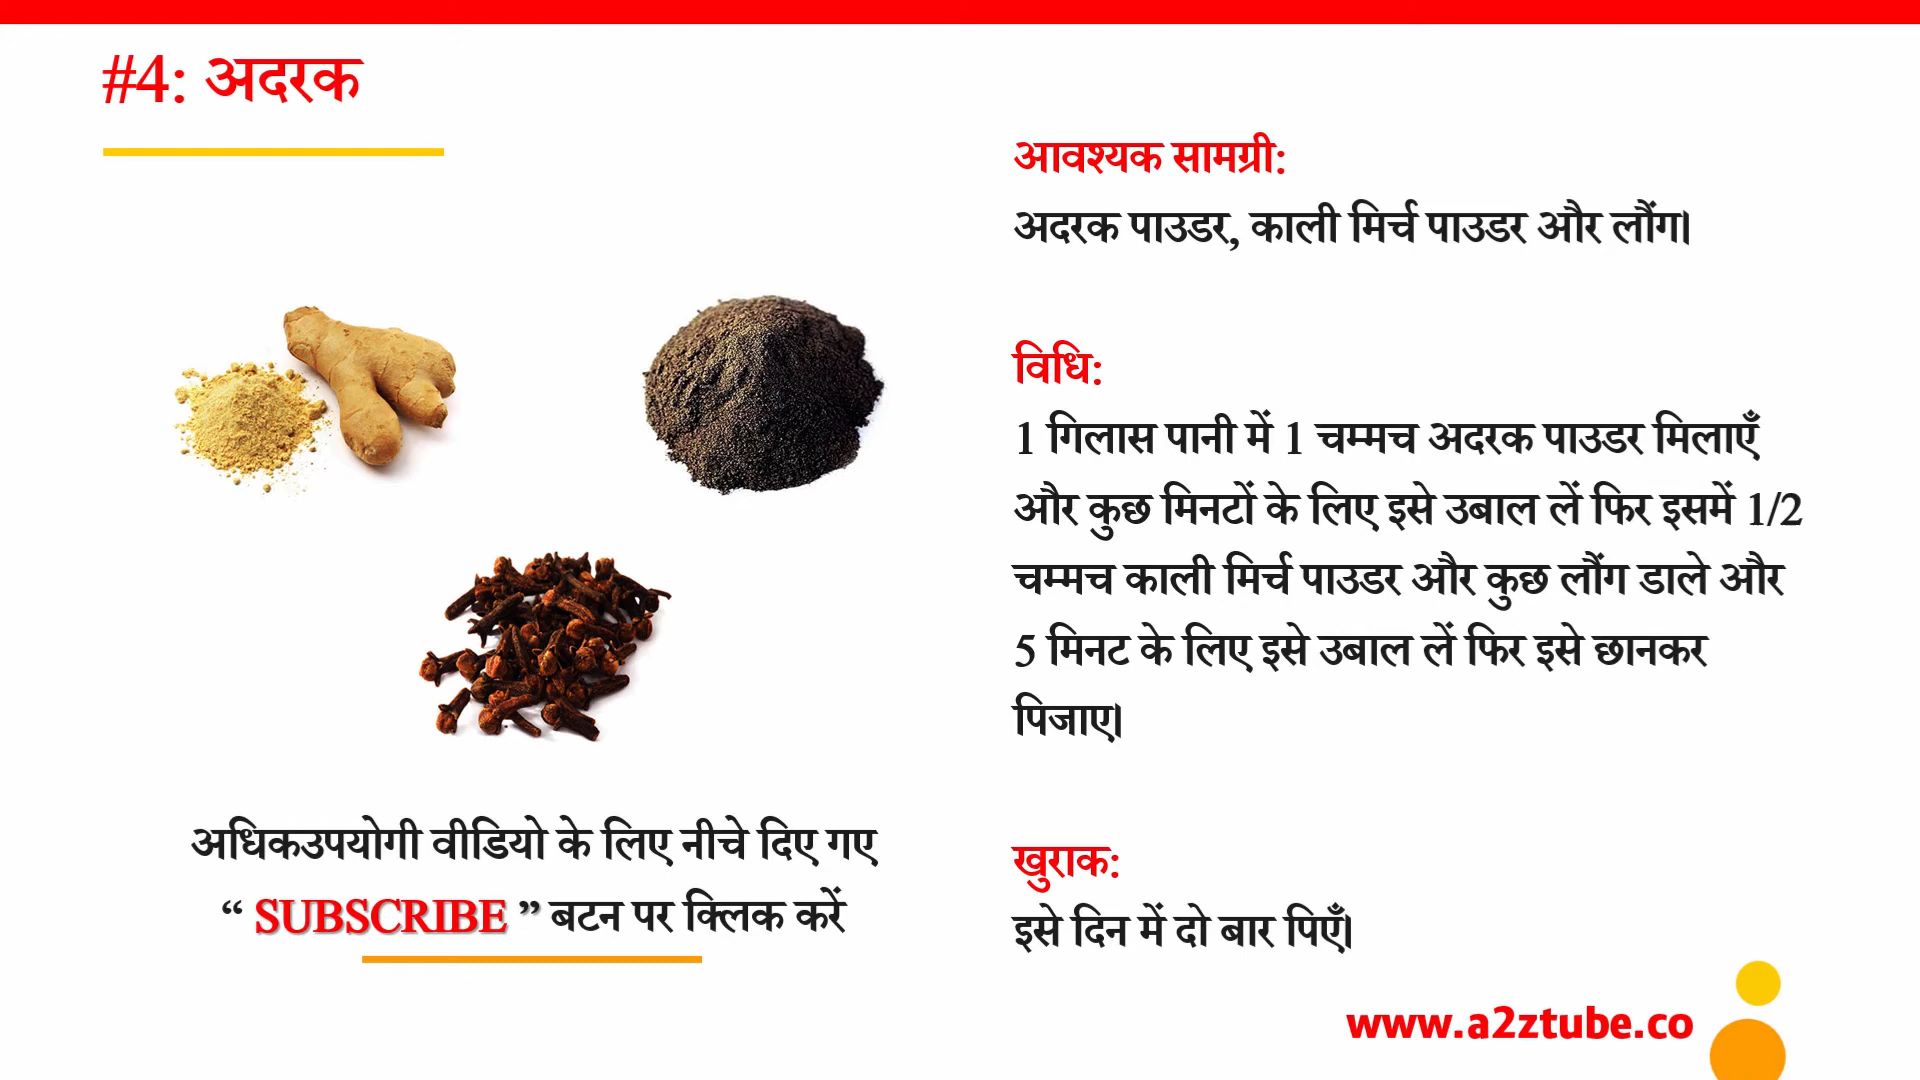 #4: अदरक
आवश्यक सामग्री:
अदरक पाउडर, काली मिर्च पाउडर और लौंग।
विधि:
1 गिलास पानी में 1 चम्मच अदरक पाउडर मिलाएँ
और कुछ मिनटों के लिए इसे उबाल लें फिर इसमें 1/2
चम्मच काली मिर्च पाउडर और कुछ लौंग डाले और
5 मिनट के लिए इसे उबाल लें फिर इसे छानकर
पिजाए।
खुराक:
इसे दिन में दो बार पिएँ।
अधिकउपयोगी वीडियो के लिए नीचे दिए गए
“ SUBSCRIBE ” बटन पर क्लिक करें
www.a2ztube.co